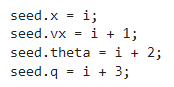 seed.x = i;
seed.vx = i + 1;
seed.theta = i + 2;
seed.q = i + 3;